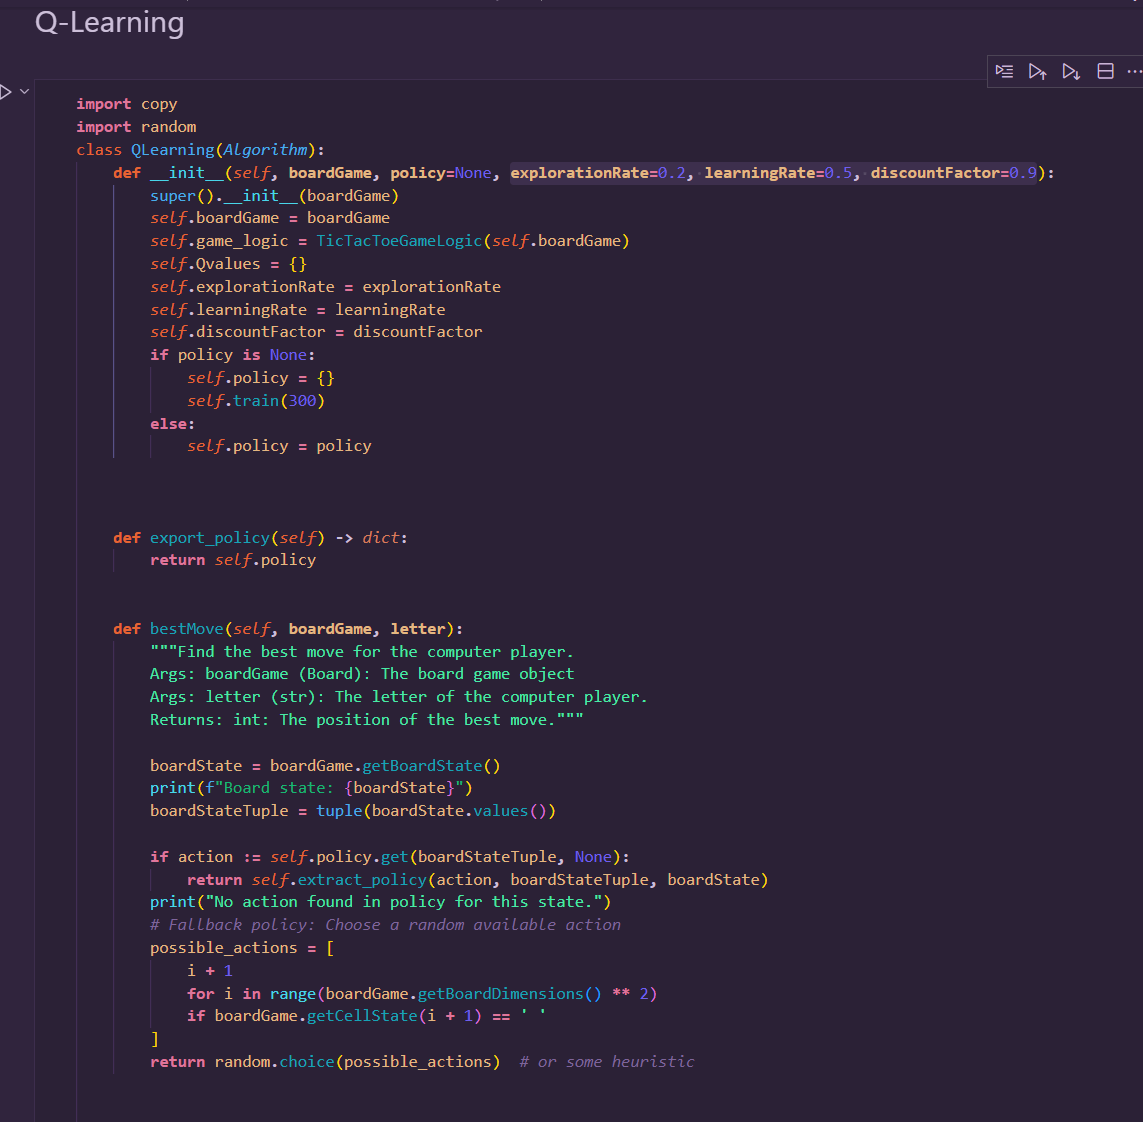 Q-Learning
import copy
import random
class QLearning(Algorithm):
    def __init__(self, boardGame, policy=None, explorationRate=0.2, learningRate=0.5, discountFactor=0.9):
        super().__init__(boardGame)
        self.boardGame = boardGame
        self.game_logic = TicTacToeGameLogic(self.boardGame)
        self.Qvalues = {}
        self.explorationRate = explorationRate
        self.learningRate = learningRate
        self.discountFactor = discountFactor
        if policy is None:
            self.policy = {}
            self.train(300)
        else:
            self.policy = policy
    def export_policy(self) -> dict:
        return self.policy
    def bestMove(self, boardGame, letter):
        """Find the best move for the computer player.
        Args: boardGame (Board): The board game object
        Args: letter (str): The letter of the computer player.
        Returns: int: The position of the best move."""
        boardState = boardGame.getBoardState()
        print(f"Board state: {boardState}")
        boardStateTuple = tuple(boardState.values())
        if action := self.policy.get(boardStateTuple, None):
            return self.extract_policy(action, boardStateTuple, boardState)
        print("No action found in policy for this state.")
        # Fallback policy: Choose a random available action
        possible_actions = [
            i + 1
            for i in range(boardGame.getBoardDimensions() ** 2)
            if boardGame.getCellState(i + 1) == ' '
        ]
        return random.choice(possible_actions)  # or some heuristic